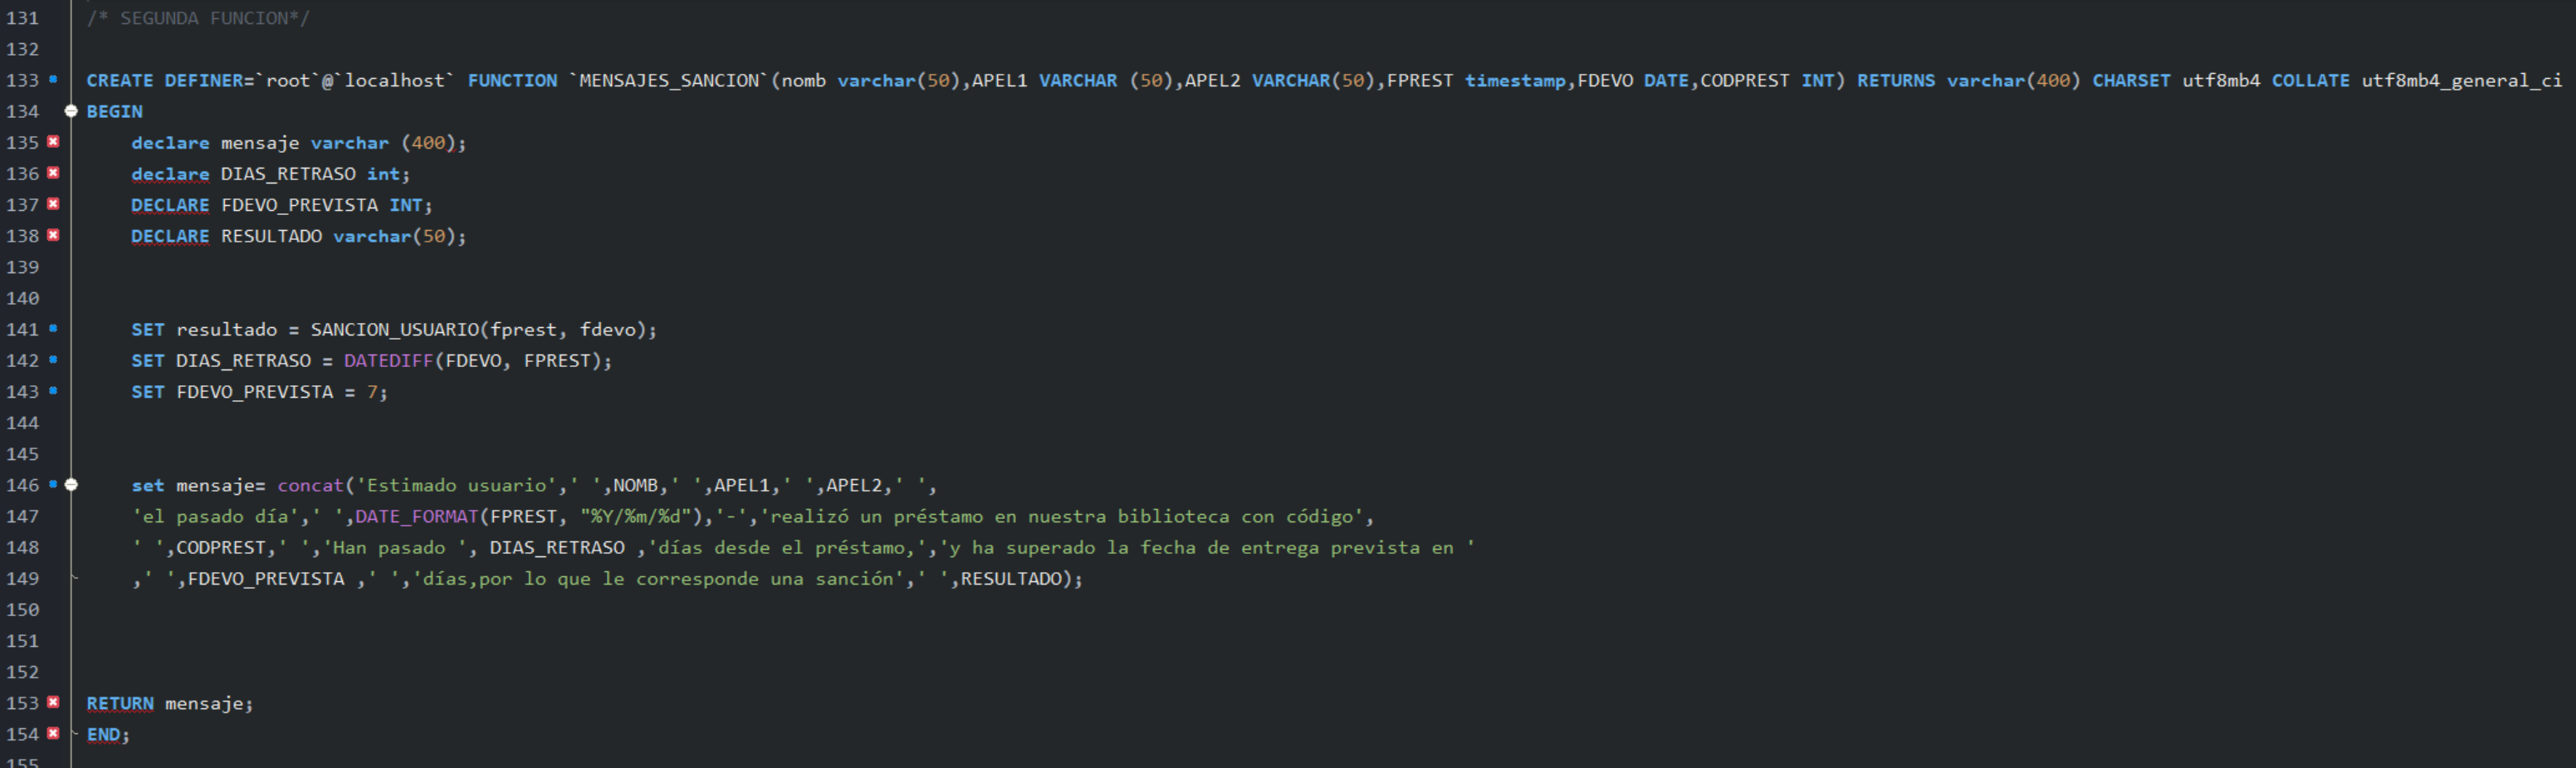 131 /* SEGUNDA FUNCION*/
132
133 CREATE DEFINER=`root`@`localhost` FUNCTION `MENSAJES_SANCION`(nomb varchar(50),APEL1 VARCHAR (50),APEL2 VARCHAR(50),FPREST timestamp,FDEVO DATE,CODPREST INT) RETURNS varchar(400) CHARSET utf8mb4 COLLATE utf8mb4_general_ci
134 BEGIN
135 declare mensaje varchar (400);
136 declare DIAS_RETRASO int;
137 DECLARE FDEVO_PREVISTA INT;
138 DECLARE RESULTADO varchar(50);
139
140
141 SET resultado = SANCION_USUARIO(fprest, fdevo);
142 SET DIAS_RETRASO = DATEDIFF(FDEVO, FPREST);
143 SET FDEVO_PREVISTA = 7;
144
145
146 set mensaje= concat('Estimado usuario',' ',NOMB,' ',APEL1,' ',APEL2,' ',
147 'el pasado día',' ',DATE_FORMAT(FPREST, "%Y/%m/%d"),'-','realizó un préstamo en nuestra biblioteca con código',
148 ' ',CODPREST,' ','Han pasado ', DIAS_RETRASO ,'días desde el préstamo,','y ha superado la fecha de entrega prevista en '
149 ,' ',FDEVO_PREVISTA ,' ','días,por lo que le corresponde una sanción',' ',RESULTADO);
150
151
152
153 RETURN mensaje;
154 END;
155